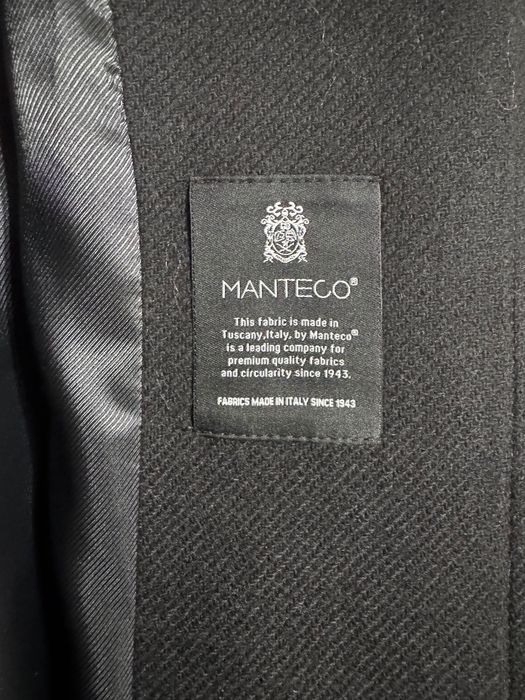 MANTECO®
This fabric is made in
Tuscany,Italy, by Manteco®
is a leading company for
premium quality fabrics
and circularity since 1943.
FABRICS MADE IN ITALY SINCE 1943